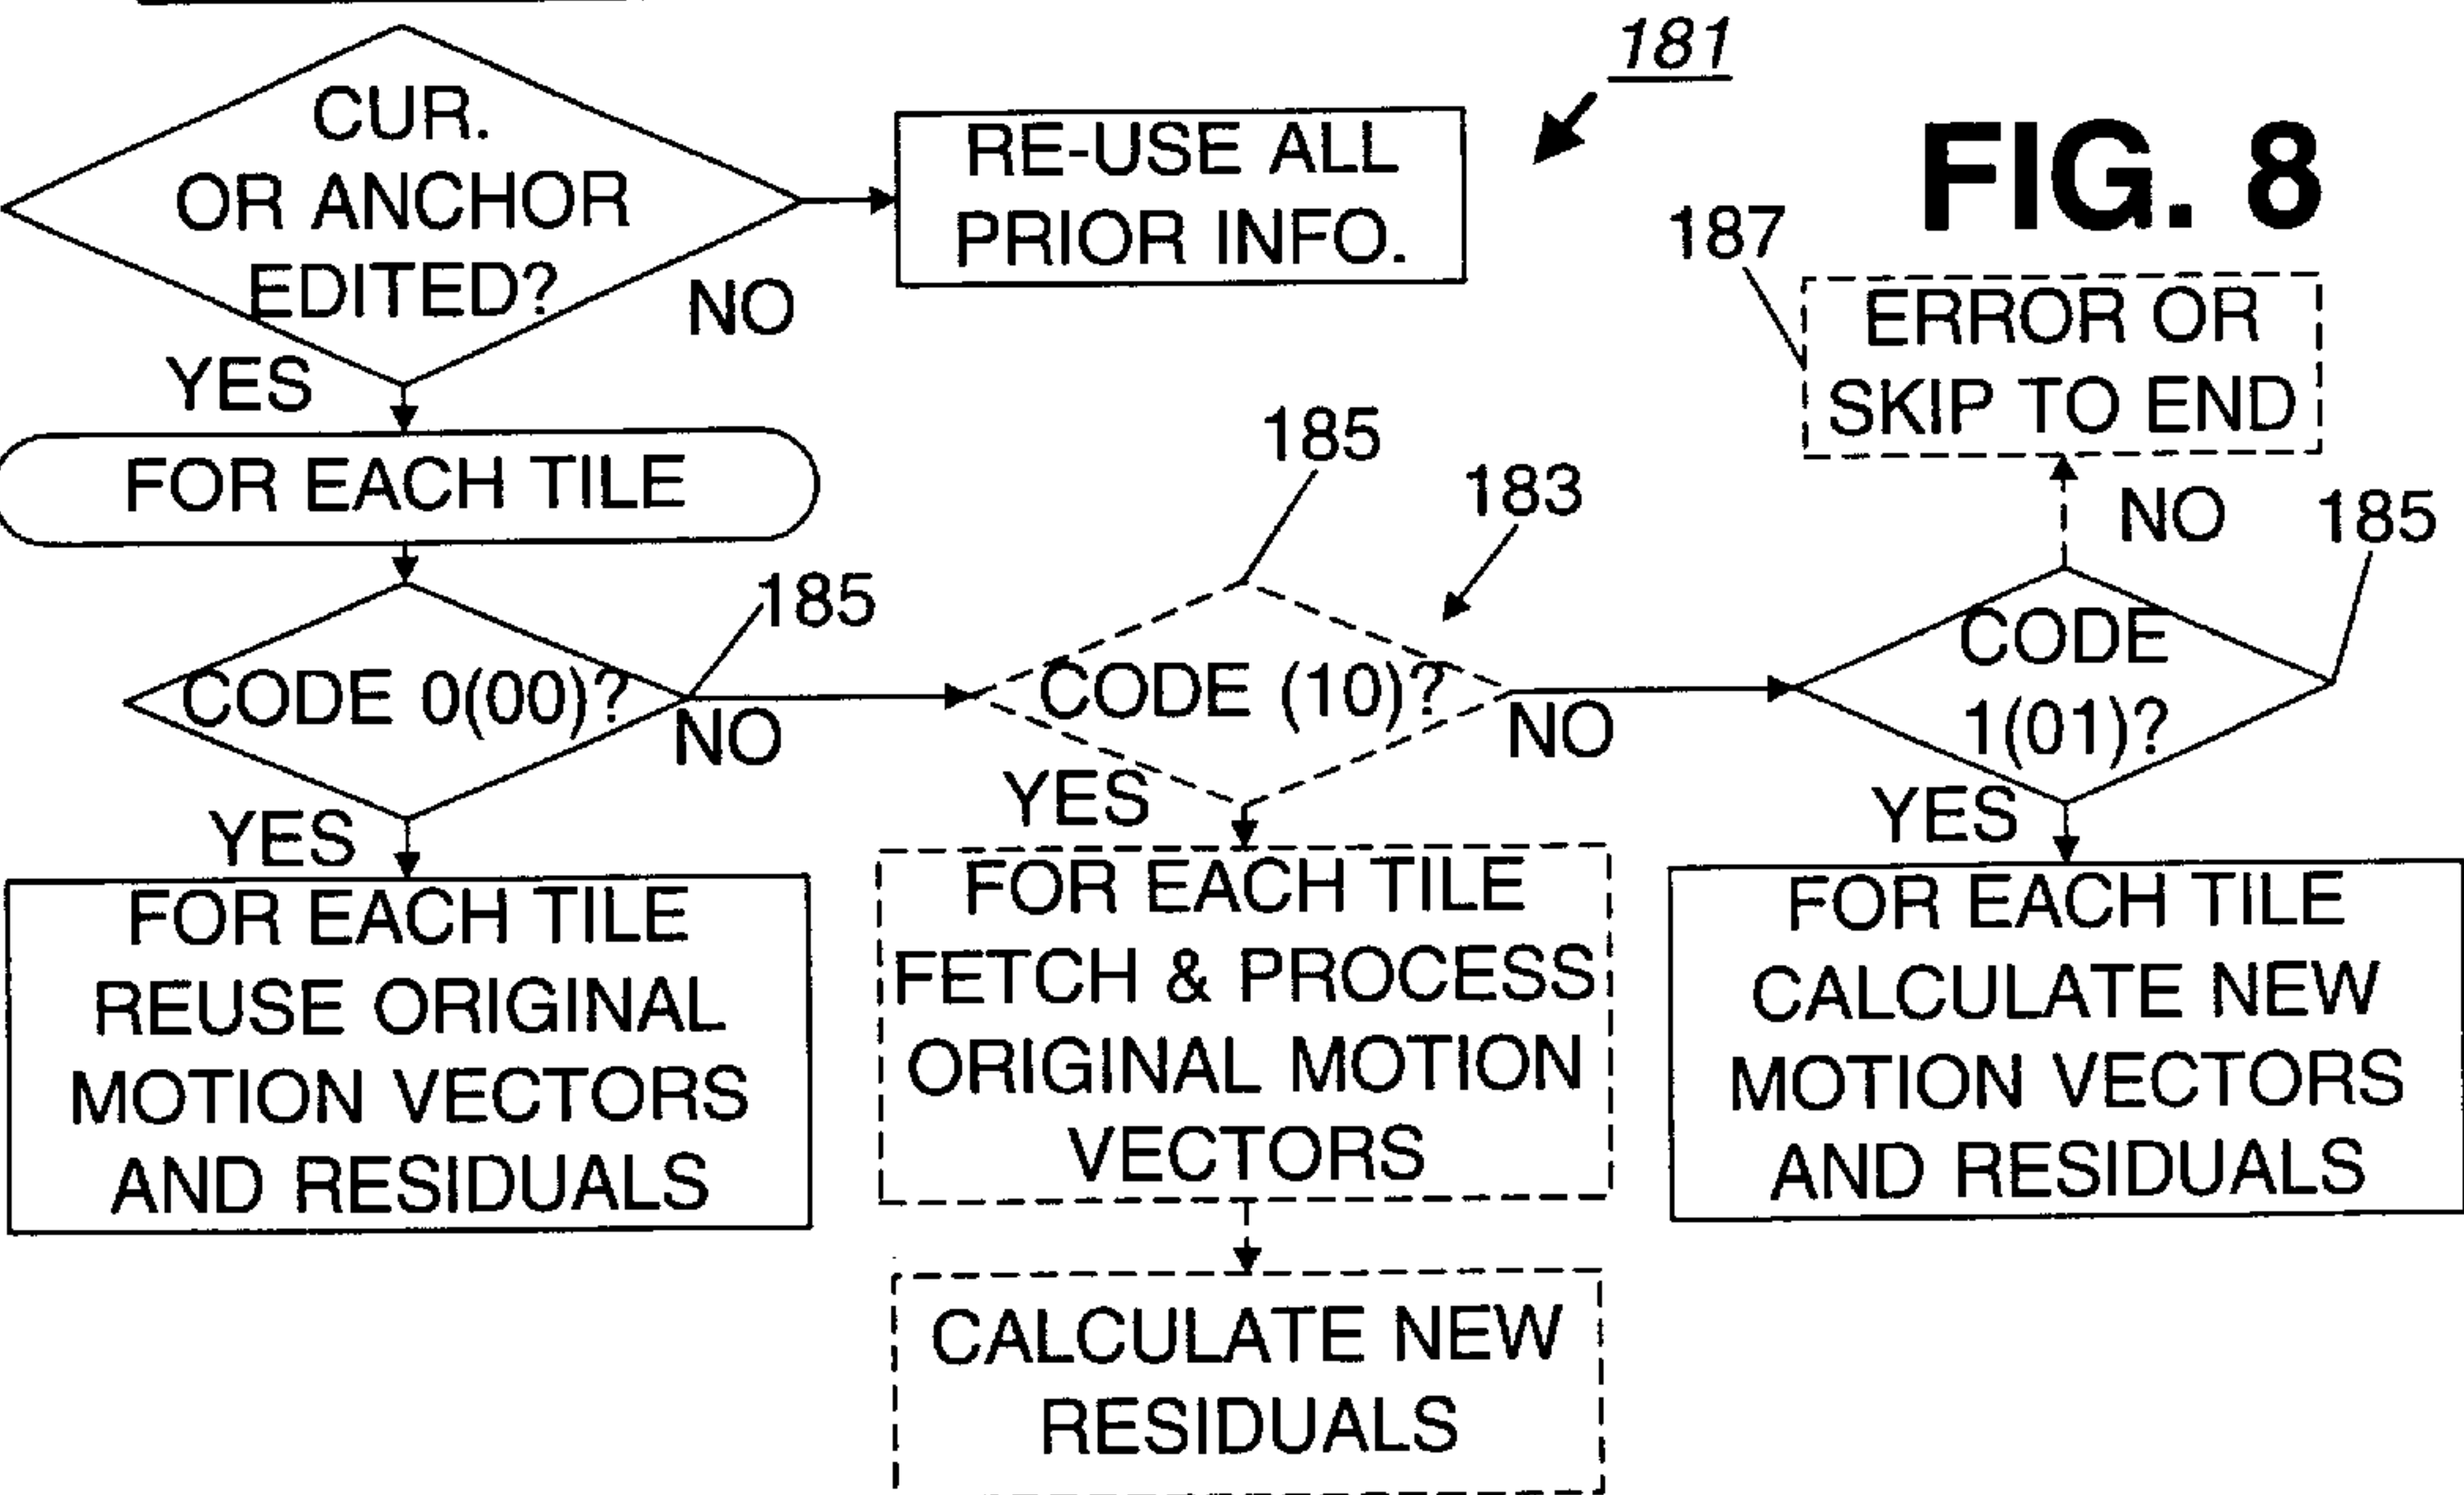 181
FIG. 8
CUR.
OR ANCHOR
EDITED?
NO
YES
RE-USE ALL
PRIOR INFO.
187
ERROR OR
SKIP TO END
FOR EACH TILE
185
183
NO
185
185
CODE 0(00)?
NO
YES
CODE (10)?
NO
YES
CODE
1(01)?
YES
FOR EACH TILE
REUSE ORIGINAL
MOTION VECTORS
AND RESIDUALS
FOR EACH TILE
FETCH & PROCESS
ORIGINAL MOTION
VECTORS
FOR EACH TILE
CALCULATE NEW
MOTION VECTORS
AND RESIDUALS
CALCULATE NEW
RESIDUALS